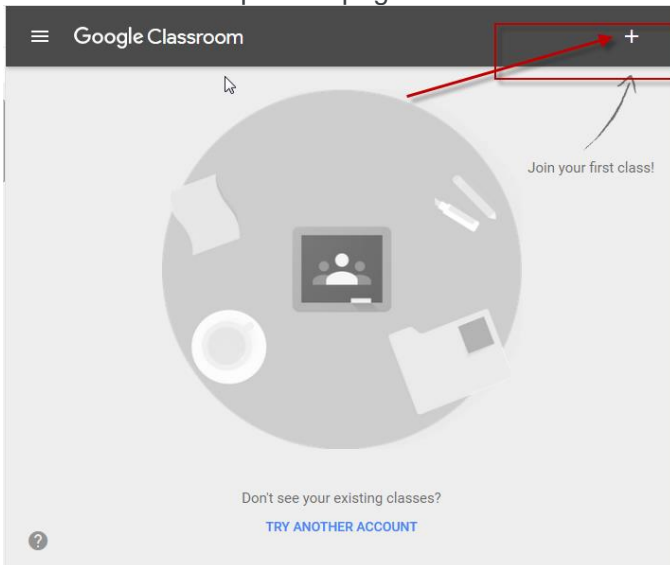 Google Classroom
+
Join your first class!
Don't see your existing classes?
TRY ANOTHER ACCOUNT
?